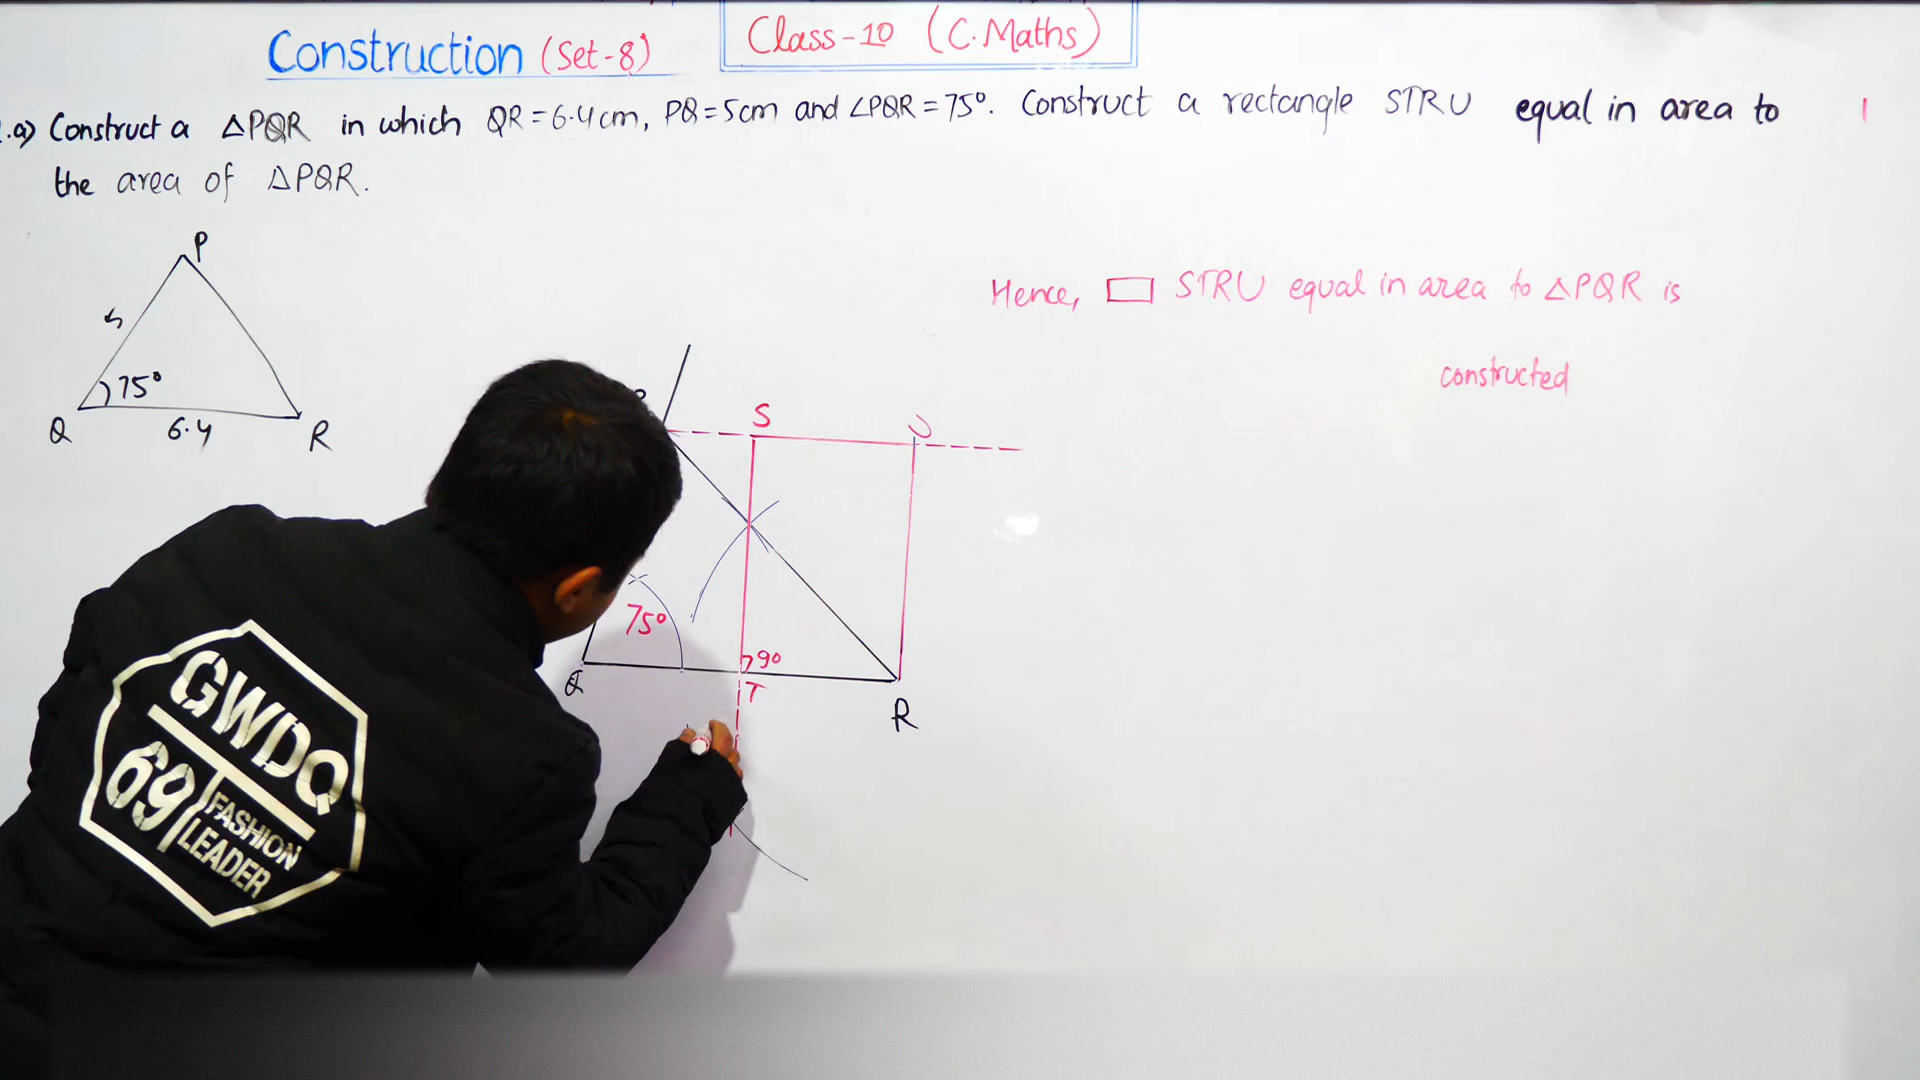 Construction (Set-8)
Class-10 (C.Maths)
.a) Construct a △PQR in which QR = 6.4cm, PQ = 5cm and ∠PQR = 75°. Construct a rectangle STRU equal in area to
the area of △PQR.
P
5
75°
Q
6.4
R
Hence, ▭ STRU equal in area to △PQR is
constructed
S
U
75°
90
Q
T
R
GWDQ
69
FASHION
LEADER